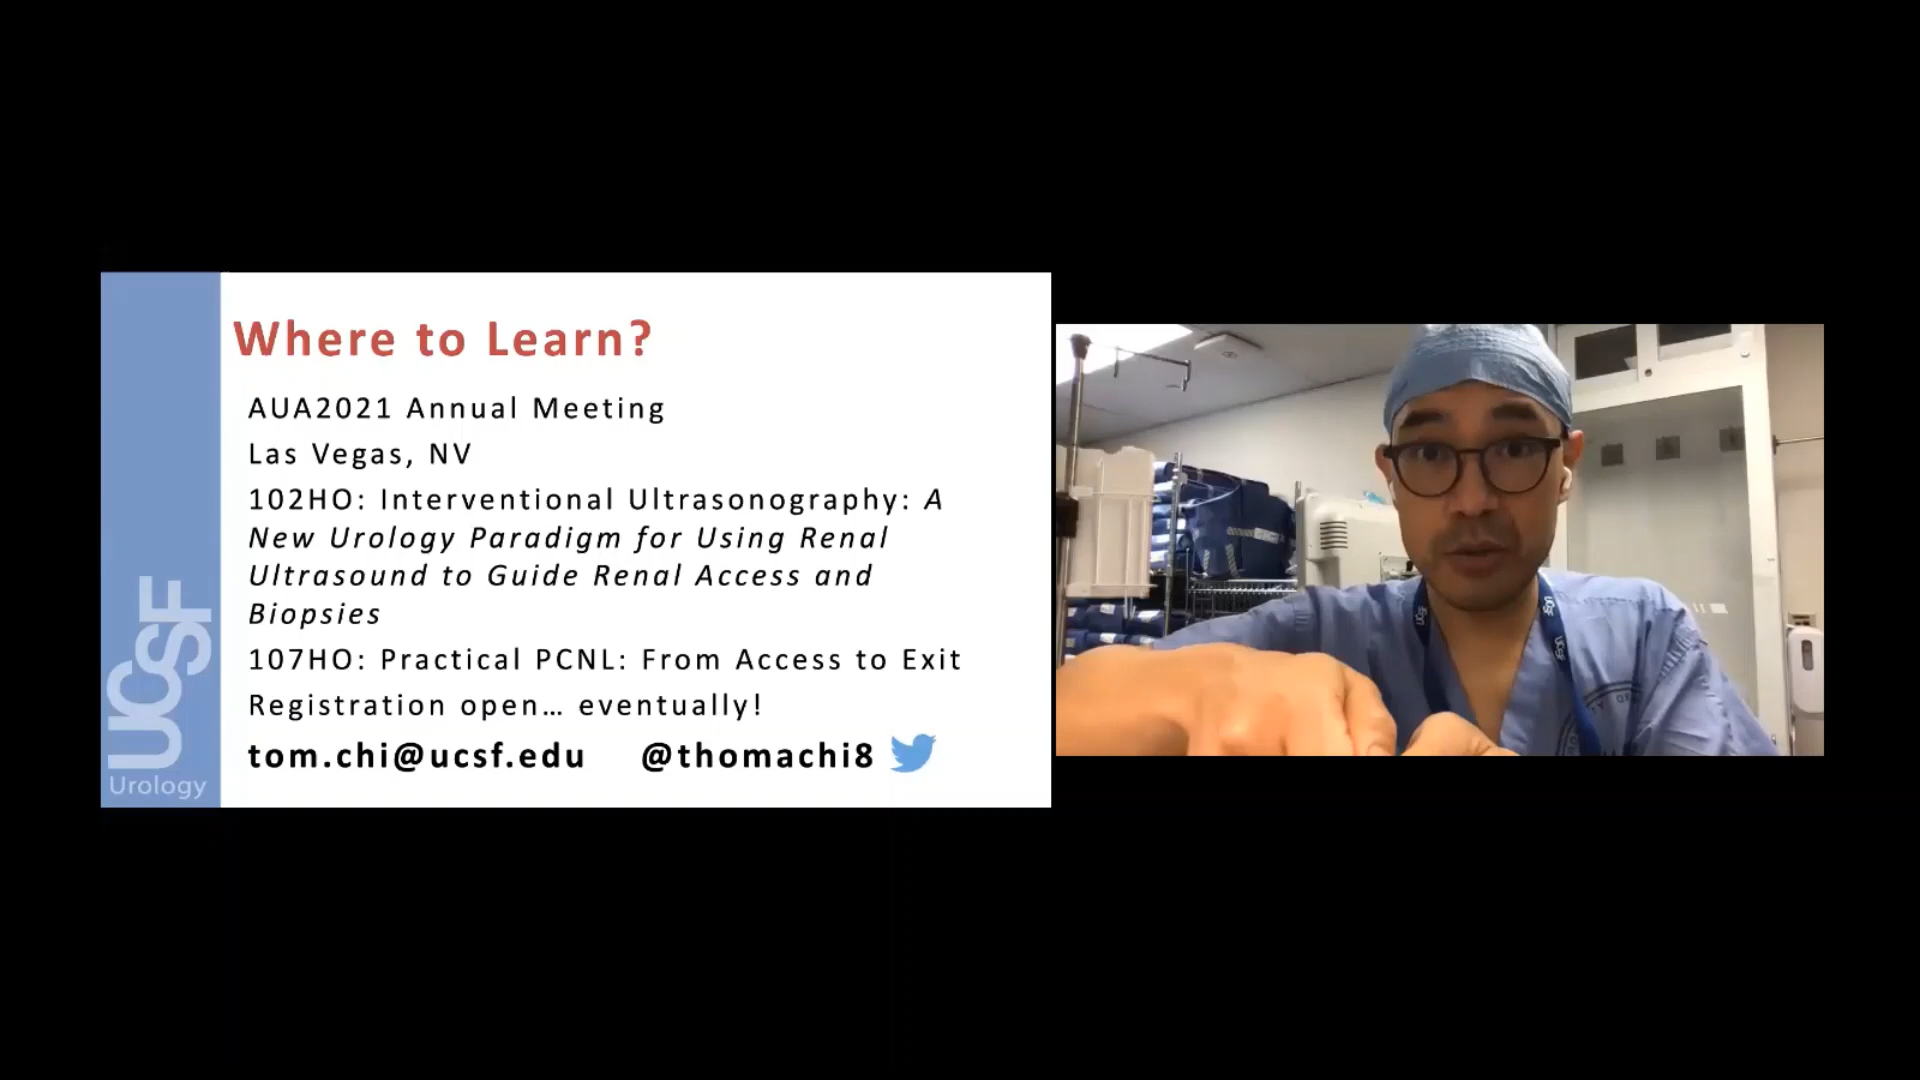 Where to Learn?
AUA2021 Annual Meeting
Las Vegas, NV
102HO: Interventional Ultrasonography: A
New Urology Paradigm for Using Renal
Ultrasound to Guide Renal Access and
Biopsies
107HO: Practical PCNL: From Access to Exit
Registration open... eventually!
tom.chi@ucsf.edu @thomachi8
UCSF
Urology
UCSF
UCSF